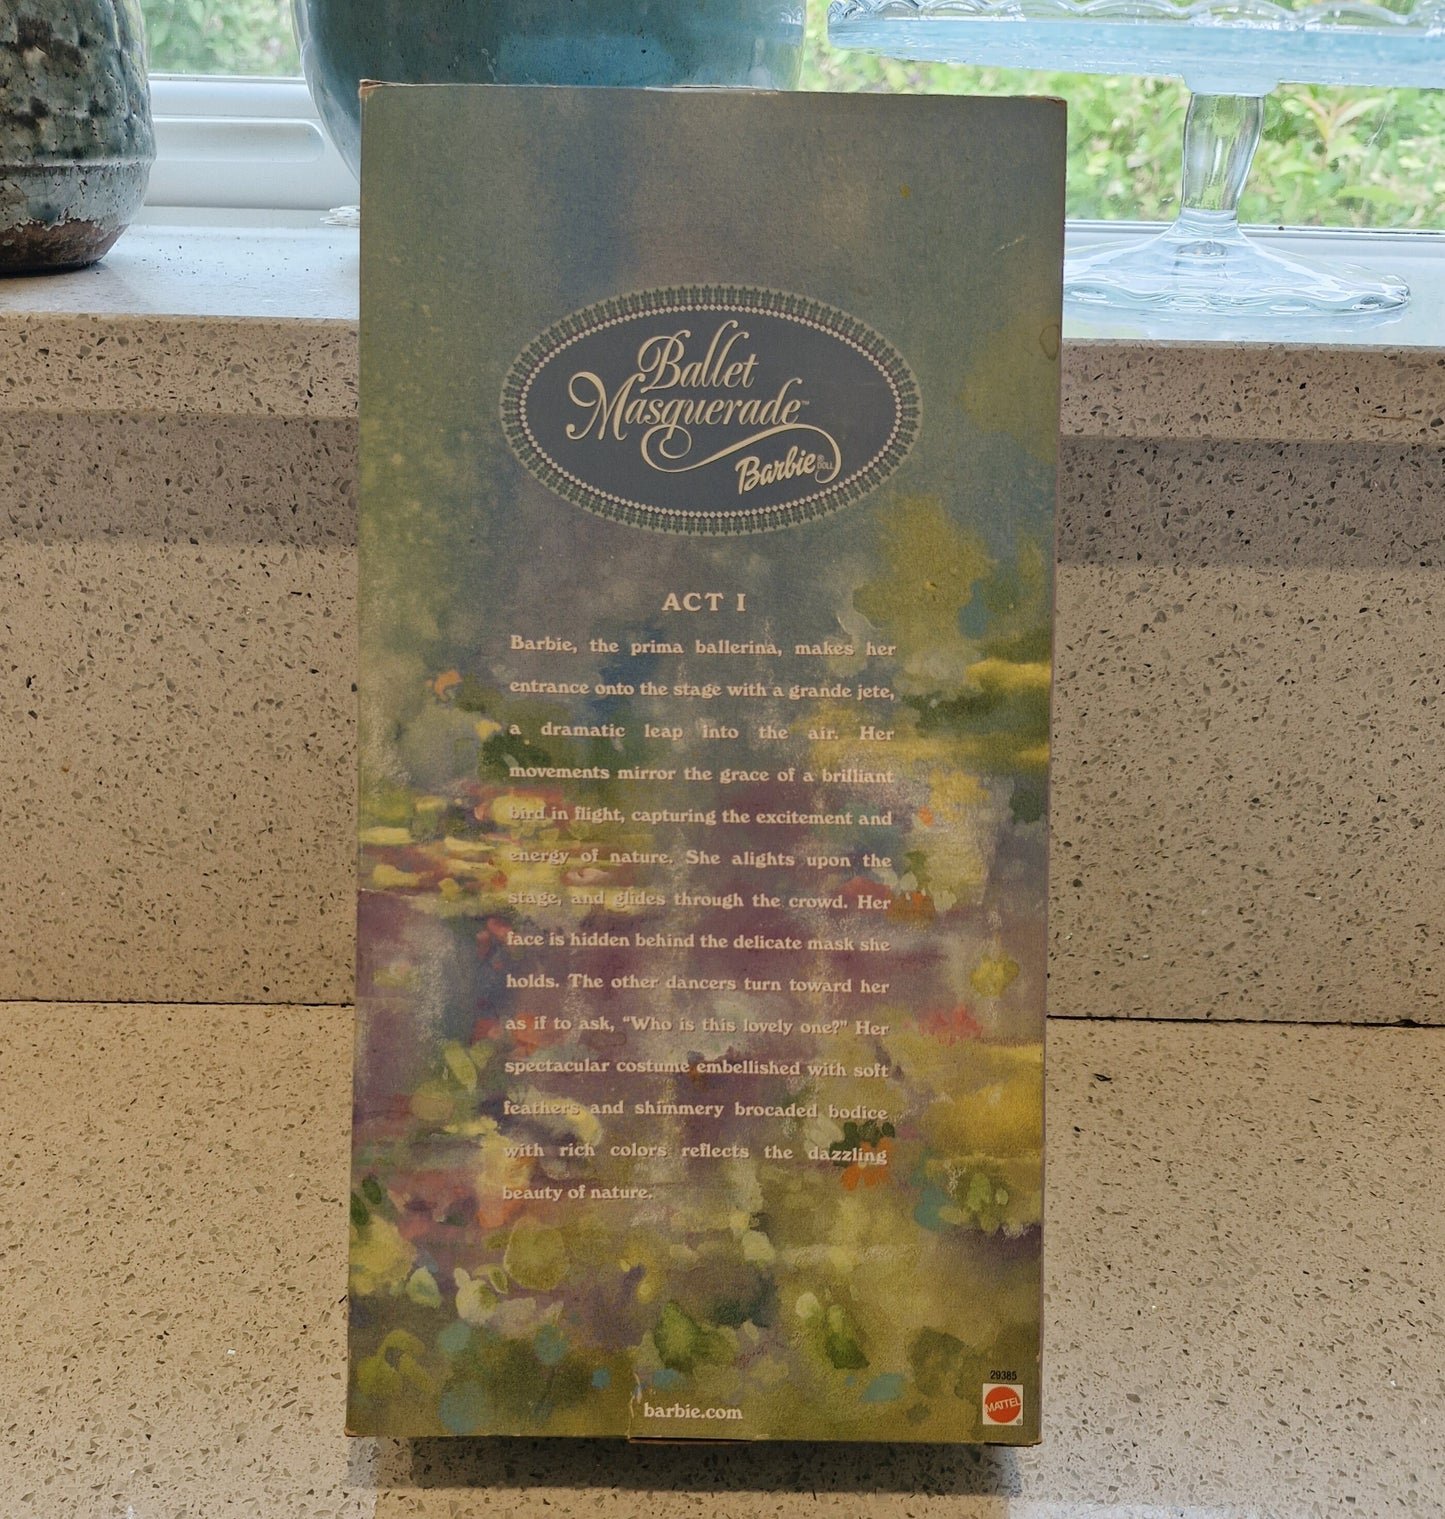 Ballet
Masquerade™
Barbie® DOLL
ACT I
Barbie, the prima ballerina, makes her
entrance onto the stage with a grande jete,
a dramatic leap into the air. Her
movements mirror the grace of a brilliant
bird in flight, capturing the excitement and
energy of nature. She alights upon the
stage, and glides through the crowd. Her
face is hidden behind the delicate mask she
holds. The other dancers turn toward her
as if to ask, “Who is this lovely one?” Her
spectacular costume embellished with soft
feathers and shimmery brocaded bodice
with rich colors reflects the dazzling
beauty of nature.
29385
MATTEL®
barbie.com